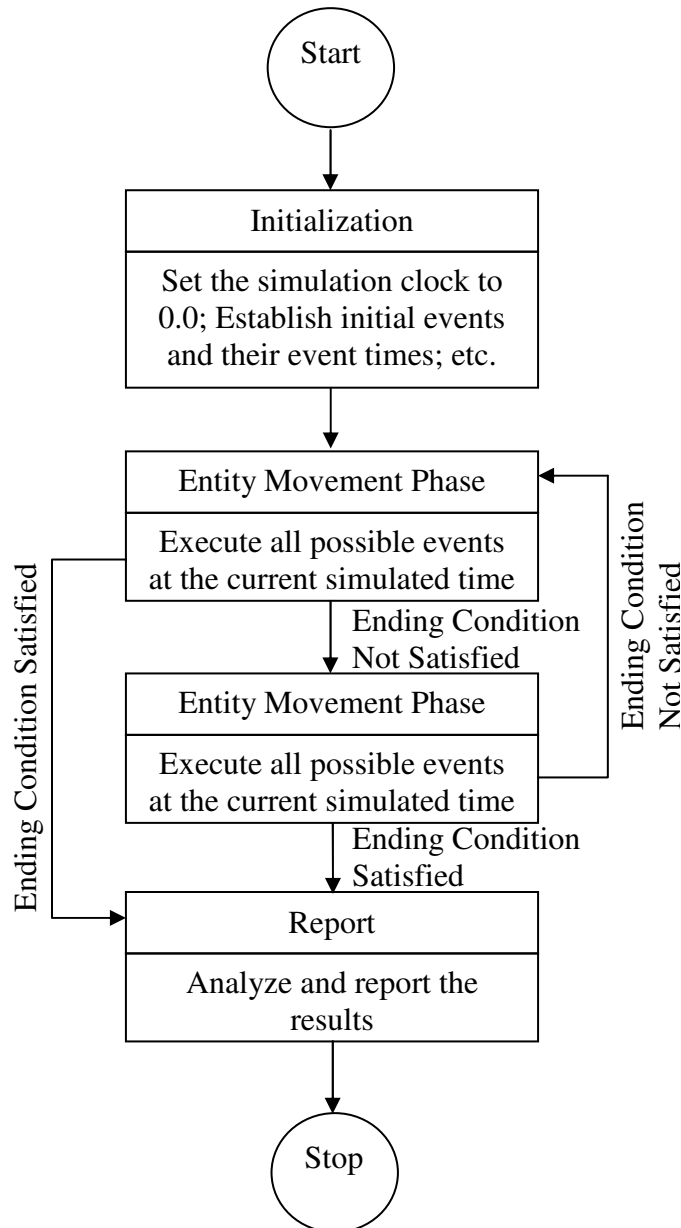 Start
Initialization
Set the simulation clock to
0.0; Establish initial events
and their event times; etc.
Entity Movement Phase
Execute all possible events
at the current simulated time
Ending Condition
Not Satisfied
Ending Condition Satisfied
Ending Condition
Not Satisfied
Entity Movement Phase
Execute all possible events
at the current simulated time
Ending Condition
Satisfied
Report
Analyze and report the
results
Stop